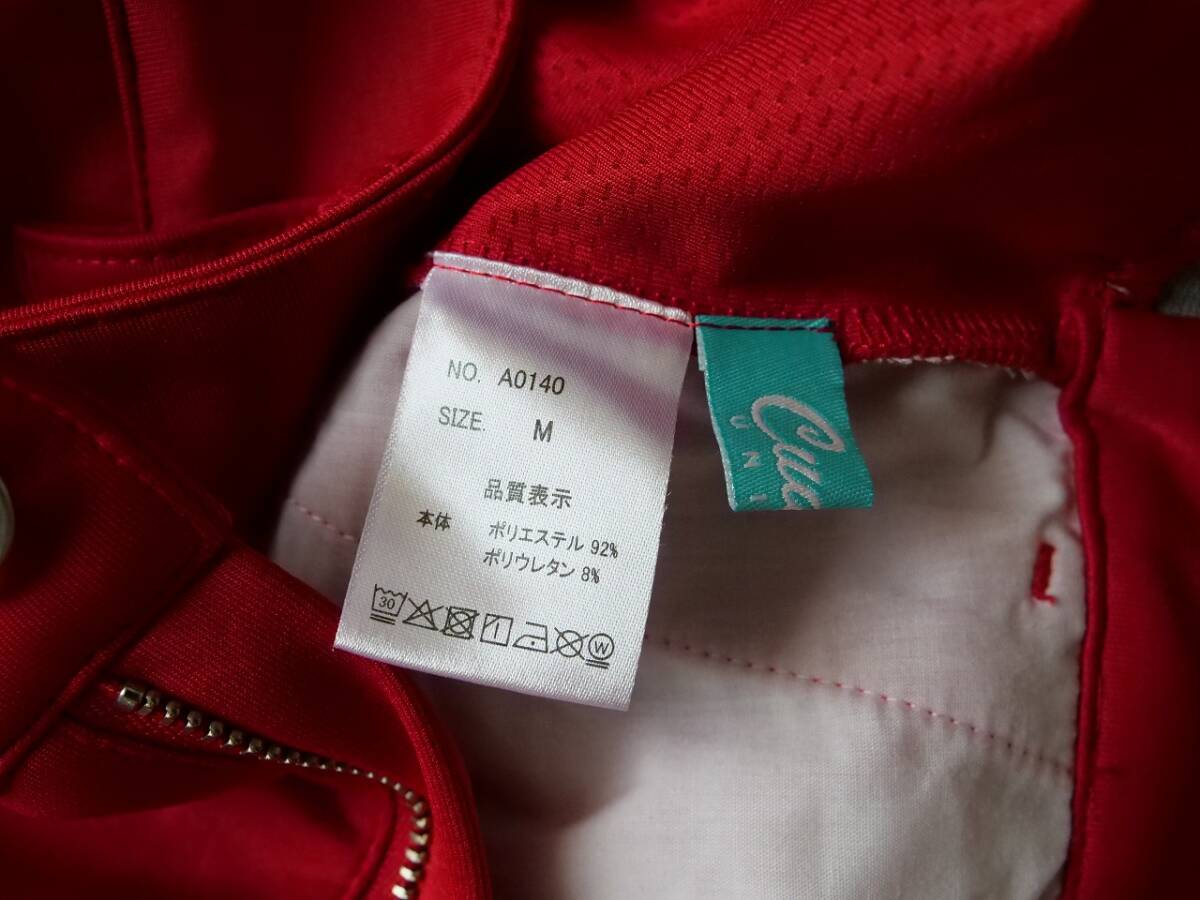 NO. A0140
SIZE. M
品質表示
本体 ポリエステル 92%
ポリウレタン 8%
30
W